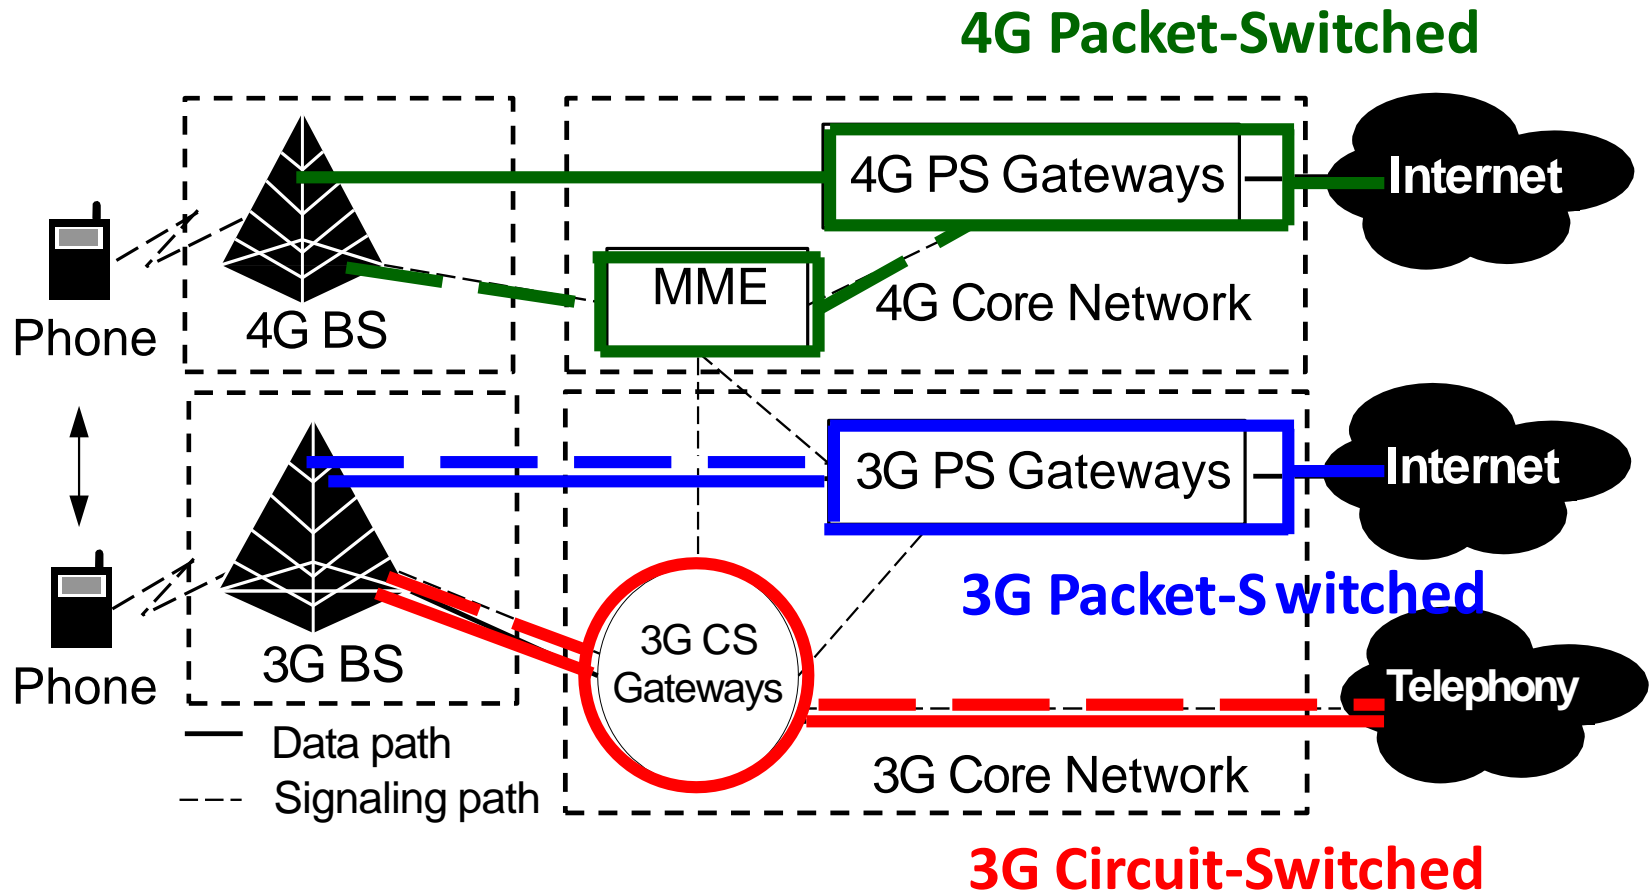 4G Packet-Switched
4G PS Gateways
Internet
MME
4G Core Network
Phone
4G BS
3G PS Gateways
Internet
3G Packet-S witched
3G CS
Gateways
Telephony
Phone
3G BS
Data path
Signaling path
3G Core Network
3G Circuit-Switched